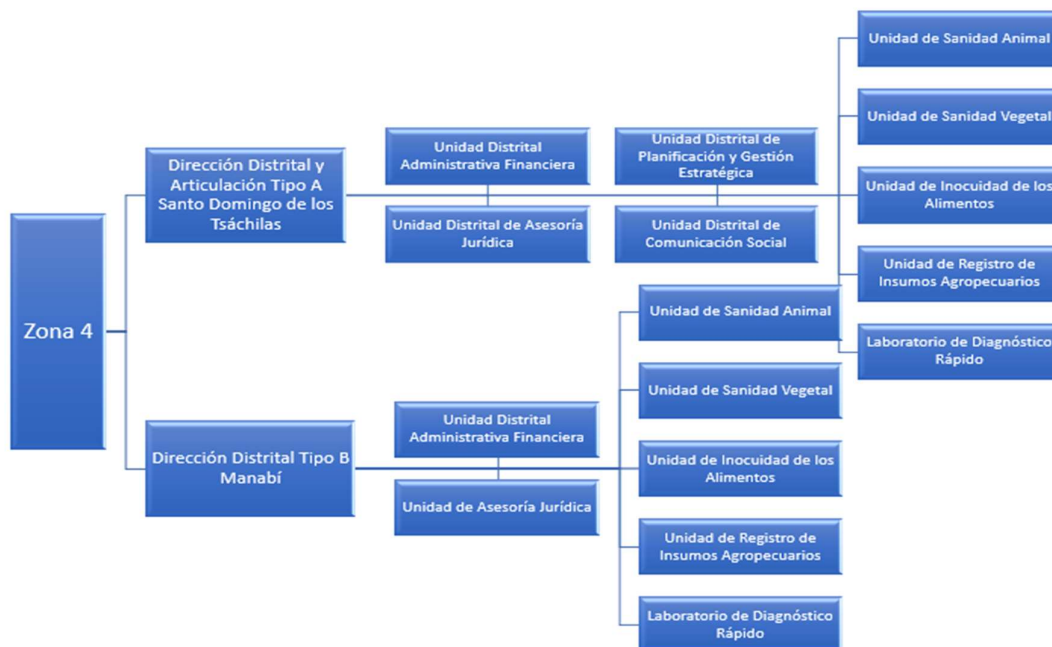 Zona 4
Dirección Distrital y
Articulación Tipo A
Santo Domingo de los
Tsáchilas
Unidad Distrital
Administrativa Financiera
Unidad Distrital de Asesoría
Jurídica
Unidad Distrital de
Planificación y Gestión
Estratégica
Unidad Distrital de
Comunicación Social
Unidad de Sanidad Animal
Unidad de Sanidad Vegetal
Unidad de Inocuidad de los
Alimentos
Unidad de Registro de
Insumos Agropecuarios
Laboratorio de Diagnóstico
Rápido
Dirección Distrital Tipo B
Manabí
Unidad Distrital
Administrativa Financiera
Unidad de Asesoría Jurídica
Unidad de Sanidad Animal
Unidad de Sanidad Vegetal
Unidad de Inocuidad de los
Alimentos
Unidad de Registro de
Insumos Agropecuarios
Laboratorio de Diagnóstico
Rápido